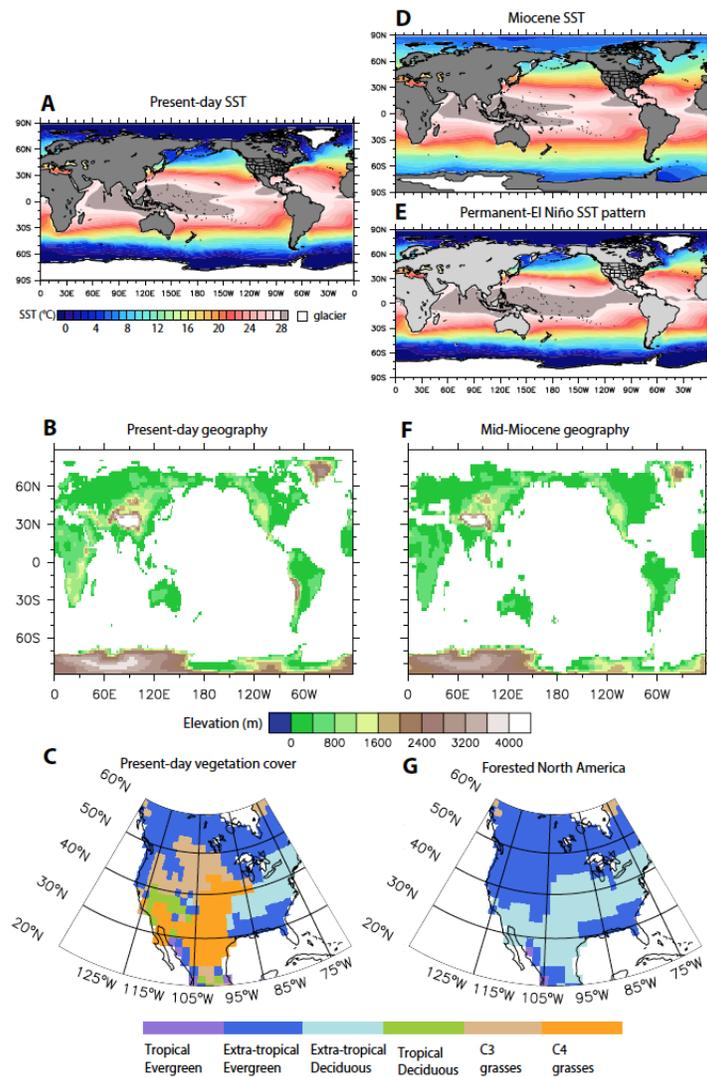 D
Miocene SST
90N
60N
30N
0
30S
60S
90S
A
Present-day SST
90N
60N
30N
0
30S
60S
90S
0 30E 60E 90E 120E 150E 180 150W 120W 90W 60W 30W 0
SST (°C) 0 4 8 12 16 20 24 28 glacier
E
Permanent-El Niño SST pattern
90N
60N
30N
0
30S
60S
90S
0 30E 60E 90E 120E 150E 180 150W 120W 90W 60W 30W
B
Present-day geography
60N
30N
0
30S
60S
0 60E 120E 180 120W 60W
F
Mid-Miocene geography
60N
30N
0
30S
60S
0 60E 120E 180 120W 60W
Elevation (m)
0 800 1600 2400 3200 4000
C
Present-day vegetation cover
60°N
50°N
40°N
30°N
20°N
125°W 115°W 105°W 95°W 85°W 75°W
G
Forested North America
60°N
50°N
40°N
30°N
20°N
125°W 115°W 105°W 95°W 85°W 75°W
Tropical Evergreen
Extra-tropical Evergreen
Extra-tropical Deciduous
Tropical Deciduous
C3 grasses
C4 grasses